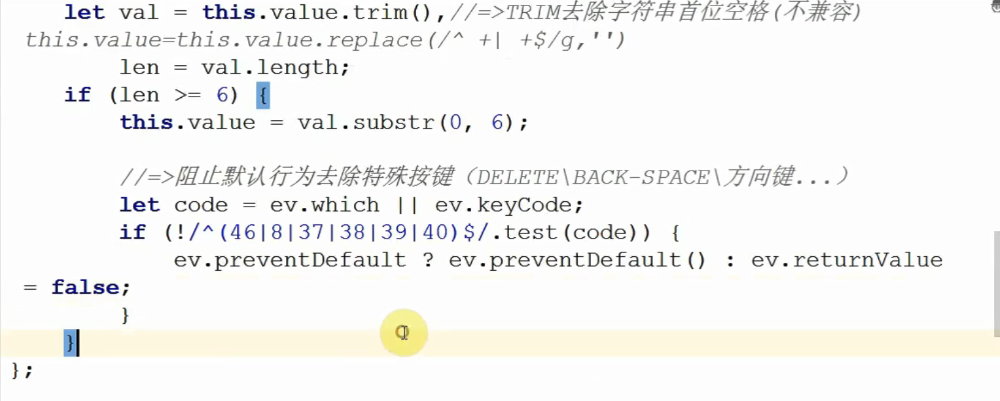 let val = this.value.trim(),//=>TRIM去除字符串首位空格(不兼容)
this.value=this.value.replace(/^ +| +$/g,'')
len = val.length;
if (len >= 6) {
this.value = val.substr(0, 6);
//=>阻止默认行为去除特殊按键（DELETE\BACK-SPACE\方向键...）
let code = ev.which || ev.keyCode;
if (!/^(46|8|37|38|39|40)$/.test(code)) {
ev.preventDefault ? ev.preventDefault() : ev.returnValue
= false;
}
}
};